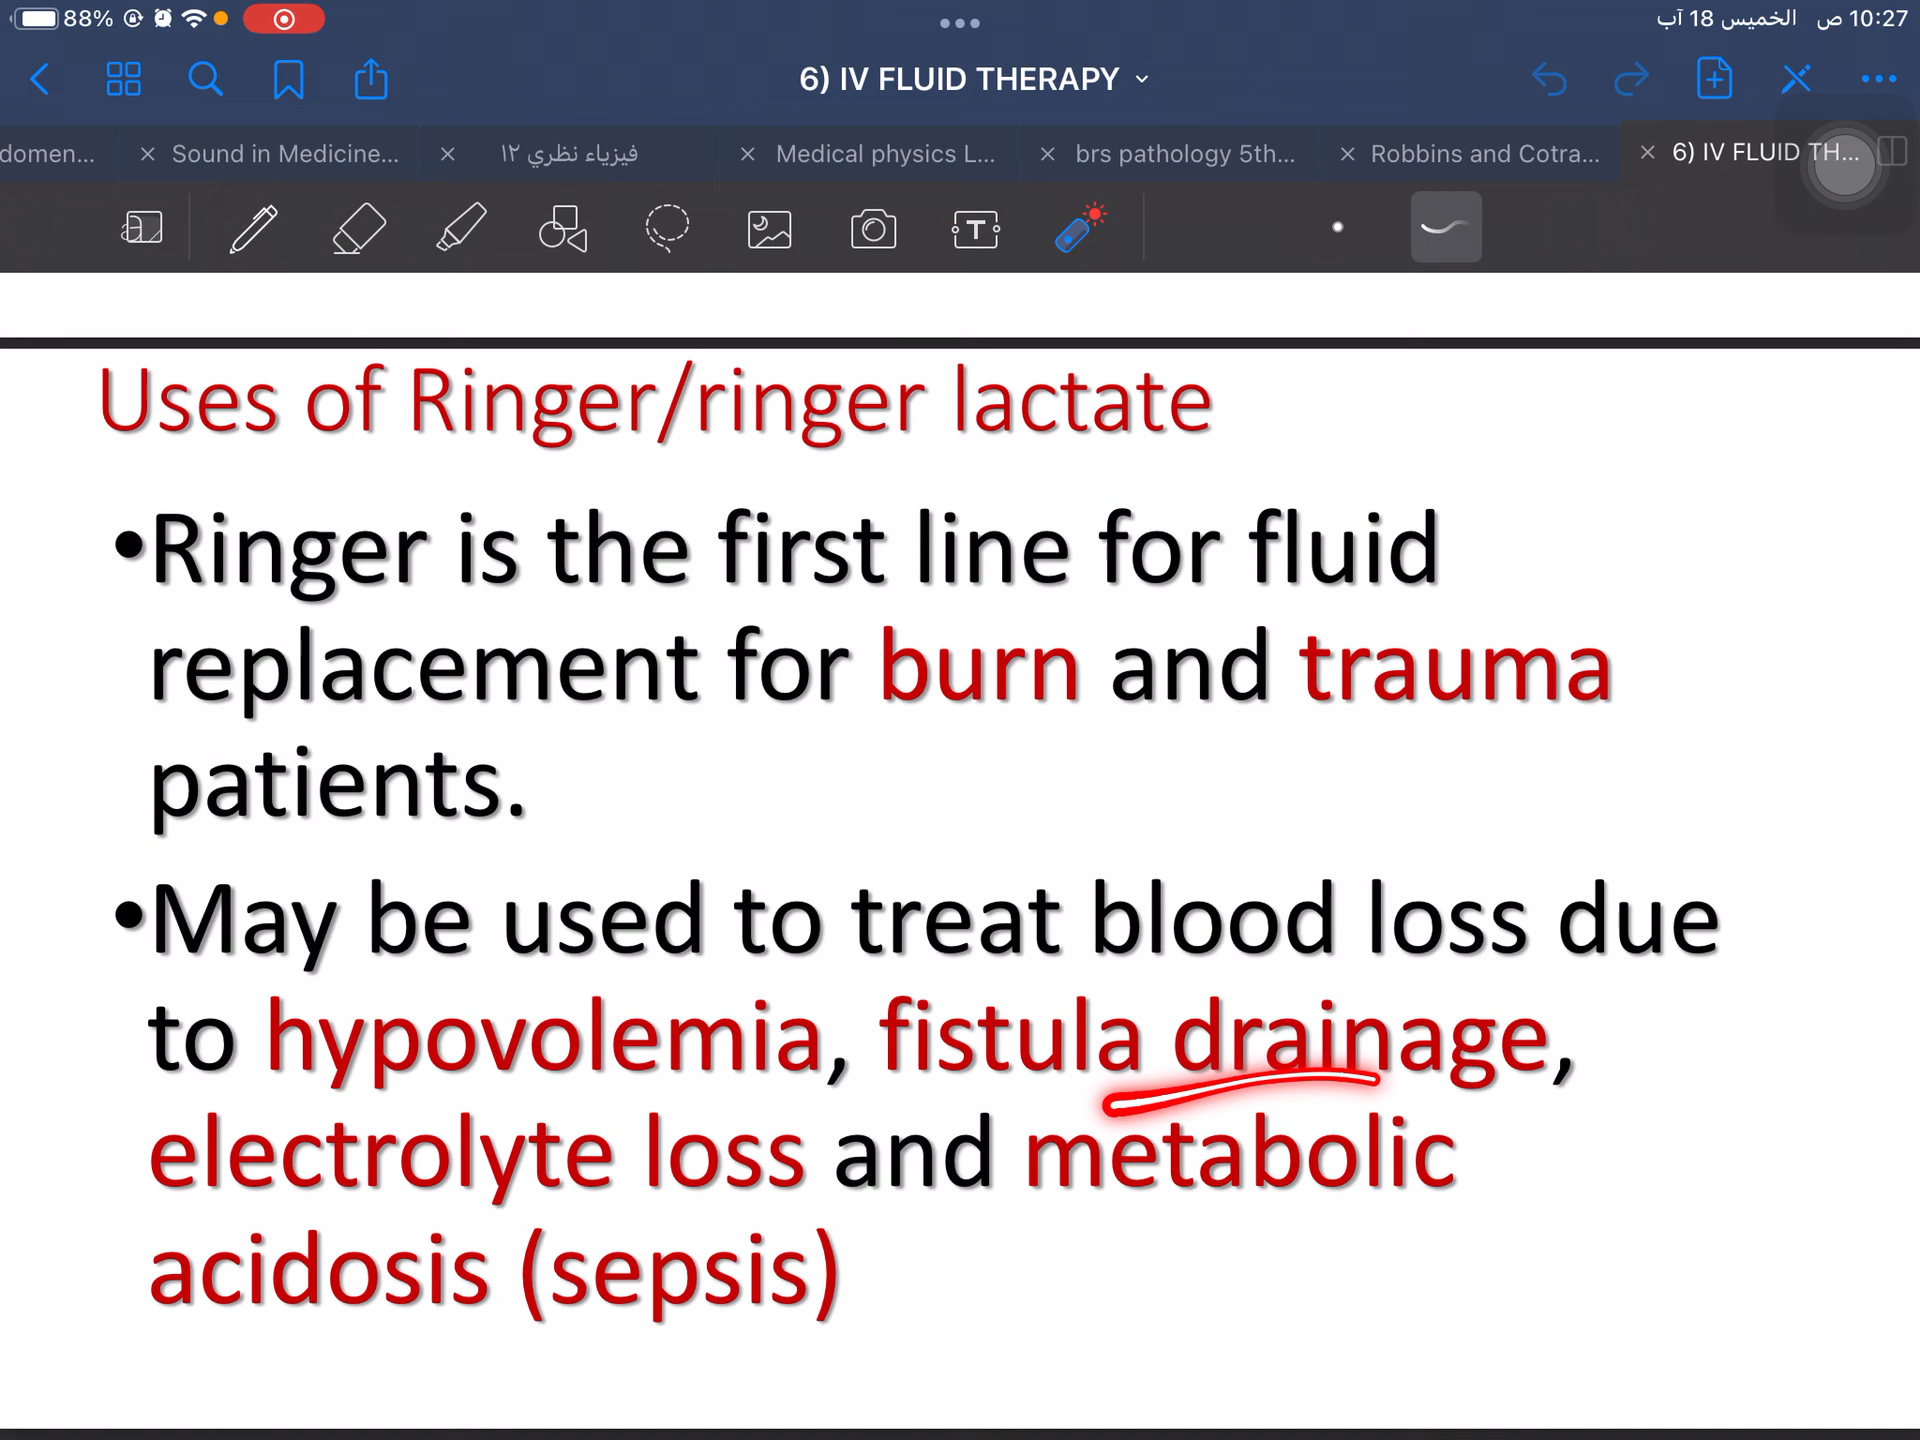 88%
10:27 ص الخميس 18 آب
6) IV FLUID THERAPY
domen...
Sound in Medicine...
فيزياء نظري ١٢
Medical physics L...
brs pathology 5th...
Robbins and Cotra...
6) IV FLUID TH...
Uses of Ringer/ringer lactate
•Ringer is the first line for fluid
replacement for burn and trauma
patients.
•May be used to treat blood loss due
to hypovolemia, fistula drainage,
electrolyte loss and metabolic
acidosis (sepsis)